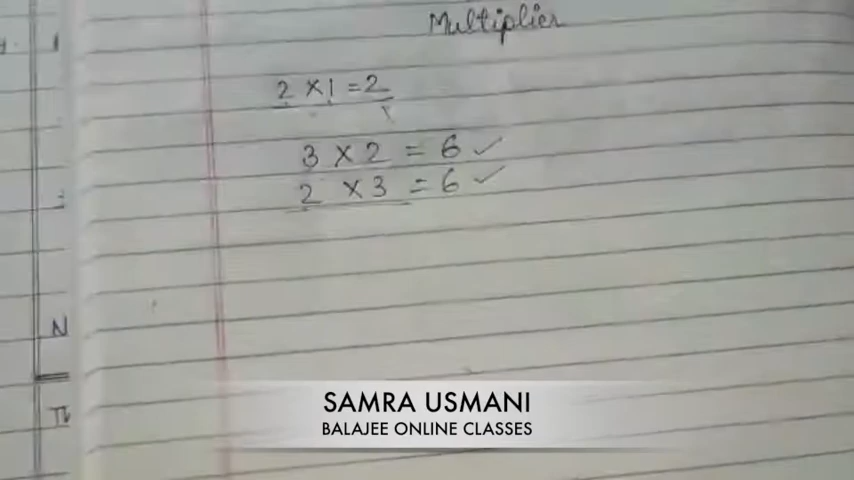 Multiplier
2 × 1 = 2
3 × 2 = 6 ✓
2 × 3 = 6 ✓
N
SAMRA USMANI
BALAJEE ONLINE CLASSES